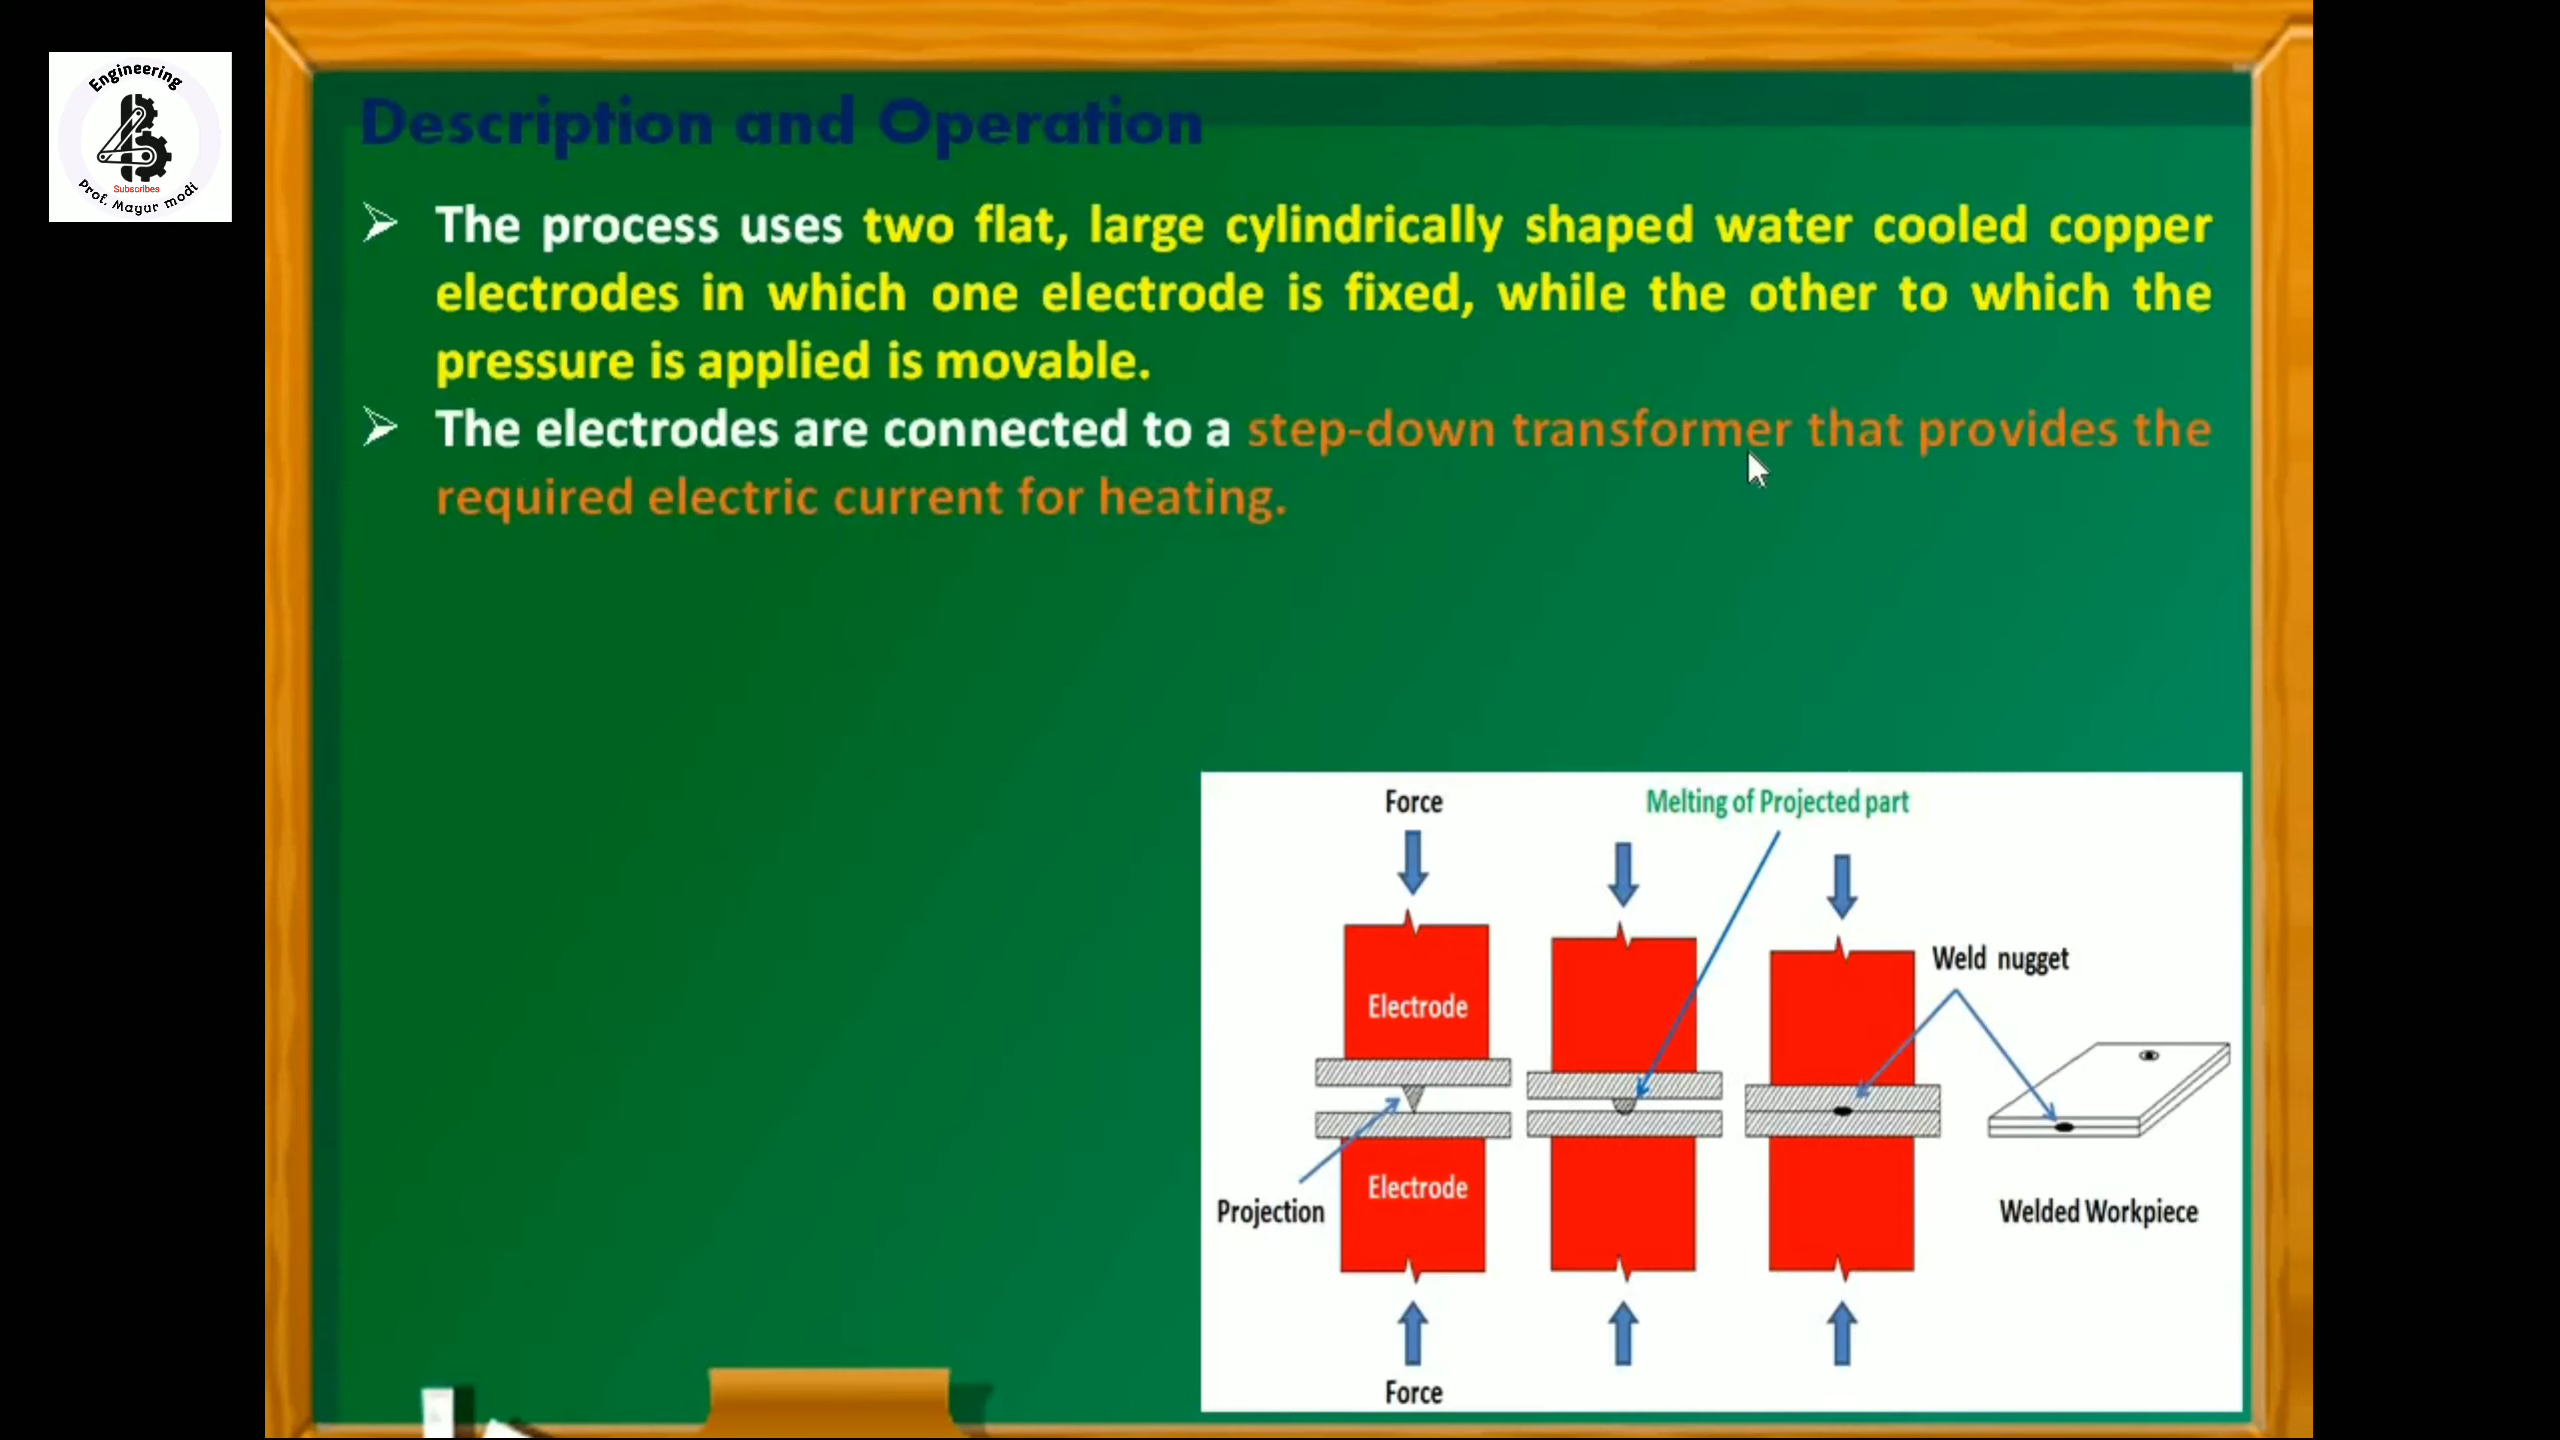 Engineering
Subscribes
Prof. Mayur modi
Description and Operation
The process uses two flat, large cylindrically shaped water cooled copper
electrodes in which one electrode is fixed, while the other to which the
pressure is applied is movable.
The electrodes are connected to a step-down transformer that provides the
required electric current for heating.
Force
Melting of Projected part
Weld nugget
Electrode
Electrode
Projection
Welded Workpiece
Force